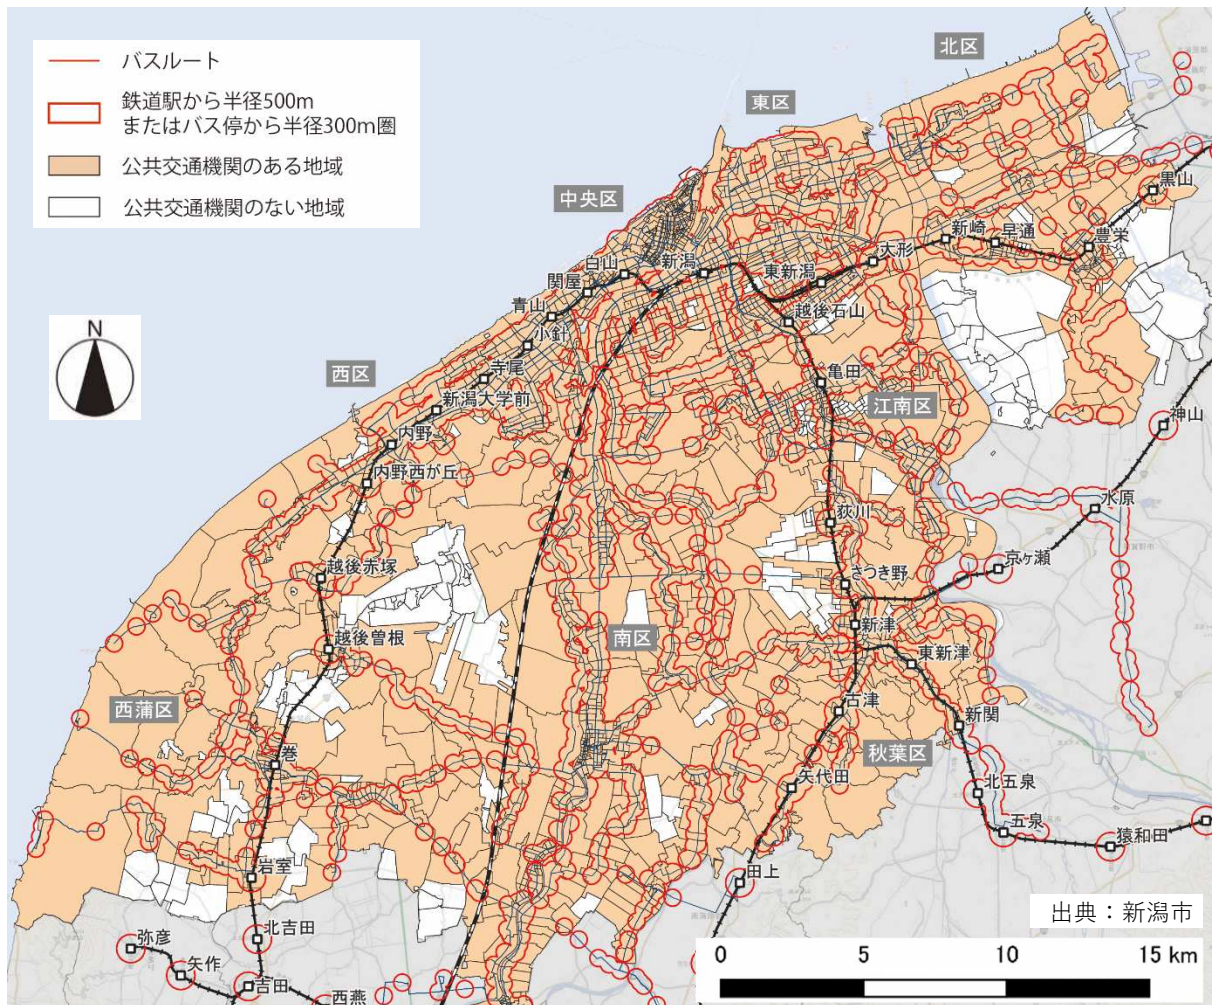 バスルート
鉄道駅から半径500m
またはバス停から半径300m圏
公共交通機関のある地域
公共交通機関のない地域
N
北区
東区
中央区
西区
江南区
南区
西蒲区
秋葉区
黒山
豊栄
早通
新崎
大形
東新潟
新潟
白山
関屋
青山
越後石山
小針
寺尾
亀田
新潟大学前
内野
内野西が丘
神山
水原
荻川
京ヶ瀬
越後赤塚
さつき野
新津
越後曽根
東新津
古津
新関
巻
矢代田
北五泉
五泉
猿和田
岩室
田上
北吉田
弥彦
矢作
吉田
西燕
出典：新潟市
0 5 10 15 km